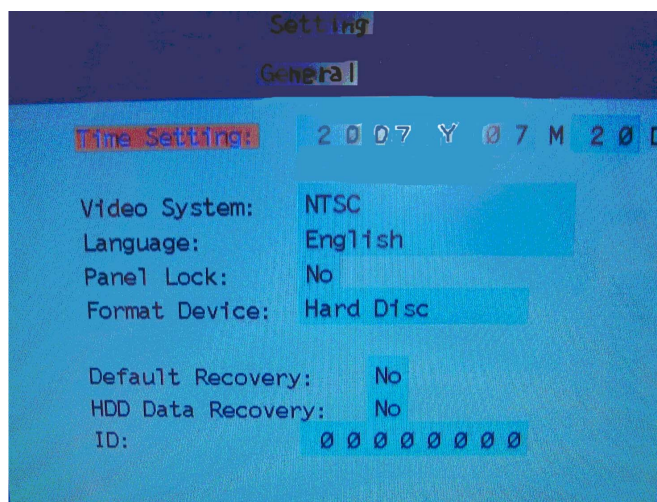 Setting
General
Time Setting: 2007 Y 07 M 20 D
Video System: NTSC
Language: English
Panel Lock: No
Format Device: Hard Disc
Default Recovery: No
HDD Data Recovery: No
ID: 00000000